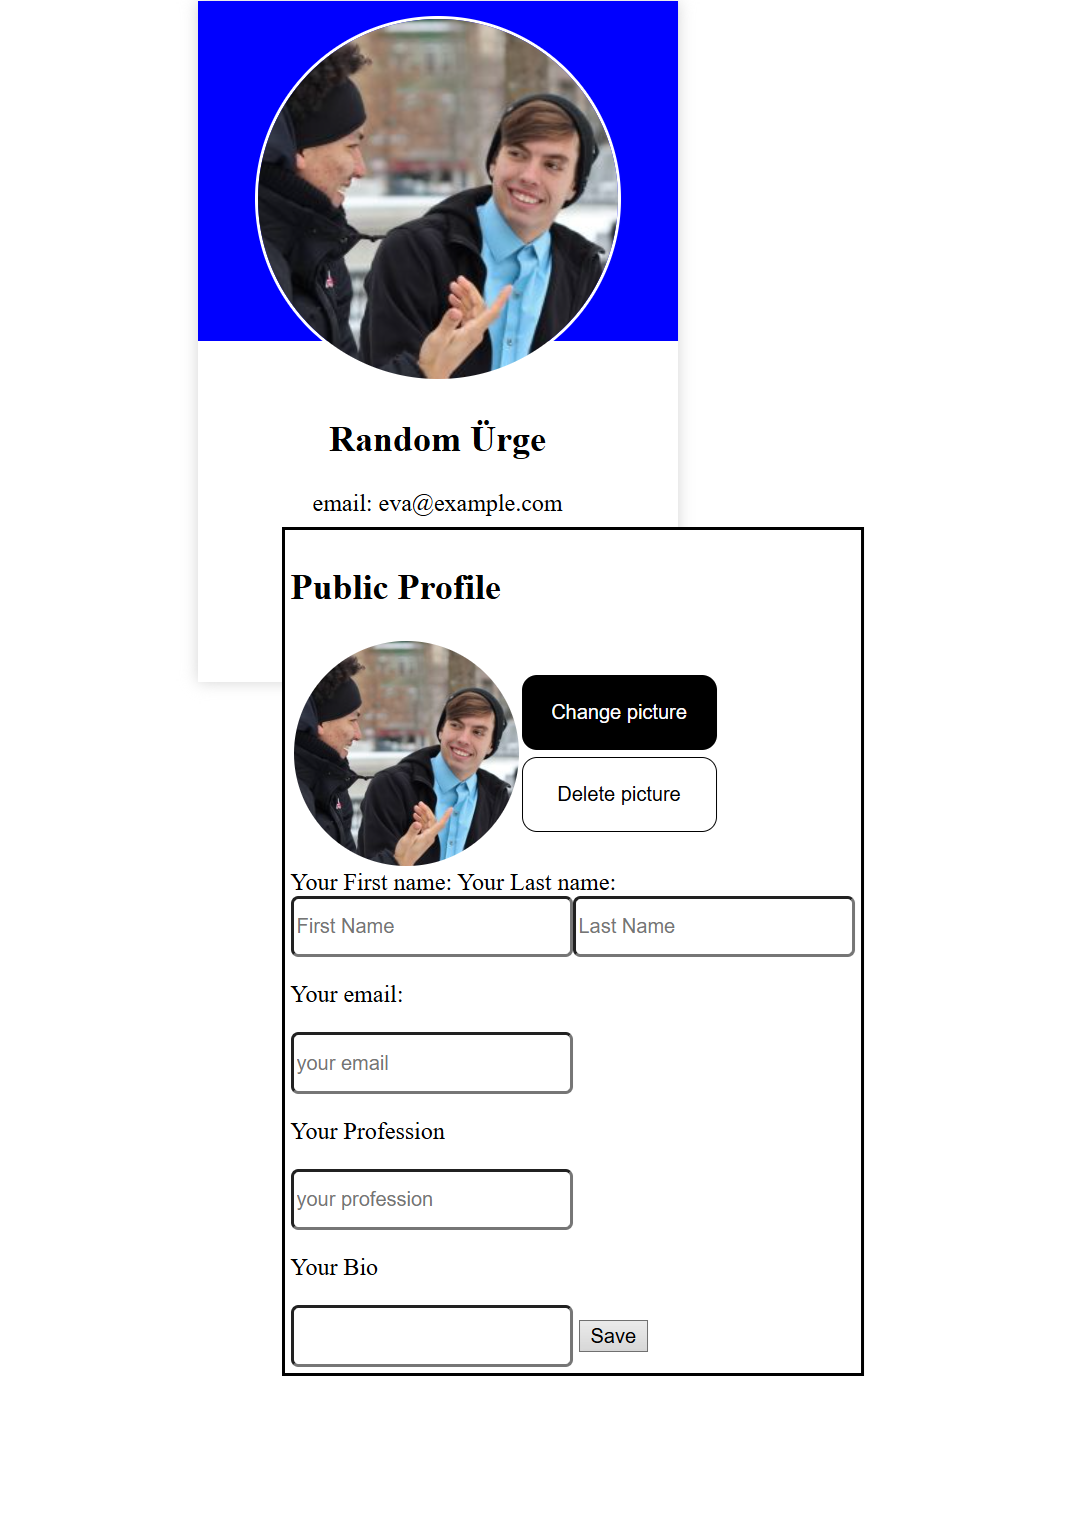 Random Ürge
email: eva@example.com
Public Profile
Change picture
Delete picture
Your First name: Your Last name:
First Name Last Name
Your email:
your email
Your Profession
your profession
Your Bio
Save